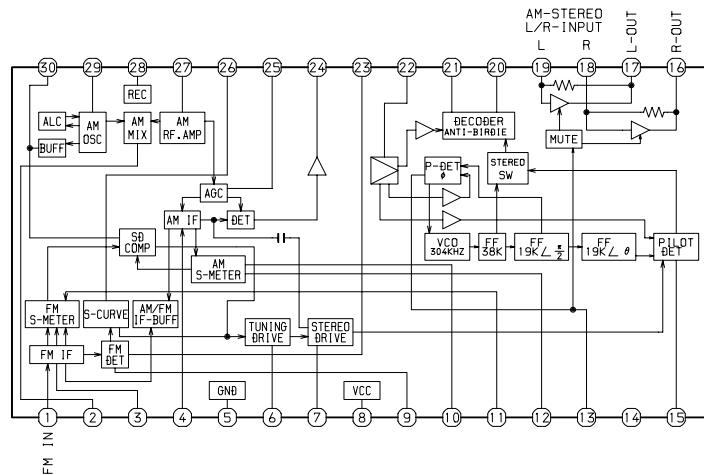 AM-STEREO
L/R-INPUT
L R
L-OUT
R-OUT
30 29 28 27 26 25 24 23 22 21 20 19 18 17 16
REC
ALC
BUFF
AM
OSC
AM
MIX
AM
RF.AMP
DECODER
ANTI-BIRDIE
MUTE
P-DET
φ
STEREO
SW
AGC
AM IF
DET
SD
COMP
AM
S-METER
VCO
304KHZ
FF
38K
FF
19K∠ π/2
FF
19K∠ θ
PILOT
DET
FM
S-METER
S-CURVE
AM/FM
IF-BUFF
TUNING
DRIVE
STEREO
DRIVE
FM IF
FM
DET
GND
VCC
1 2 3 4 5 6 7 8 9 10 11 12 13 14 15
FM IN